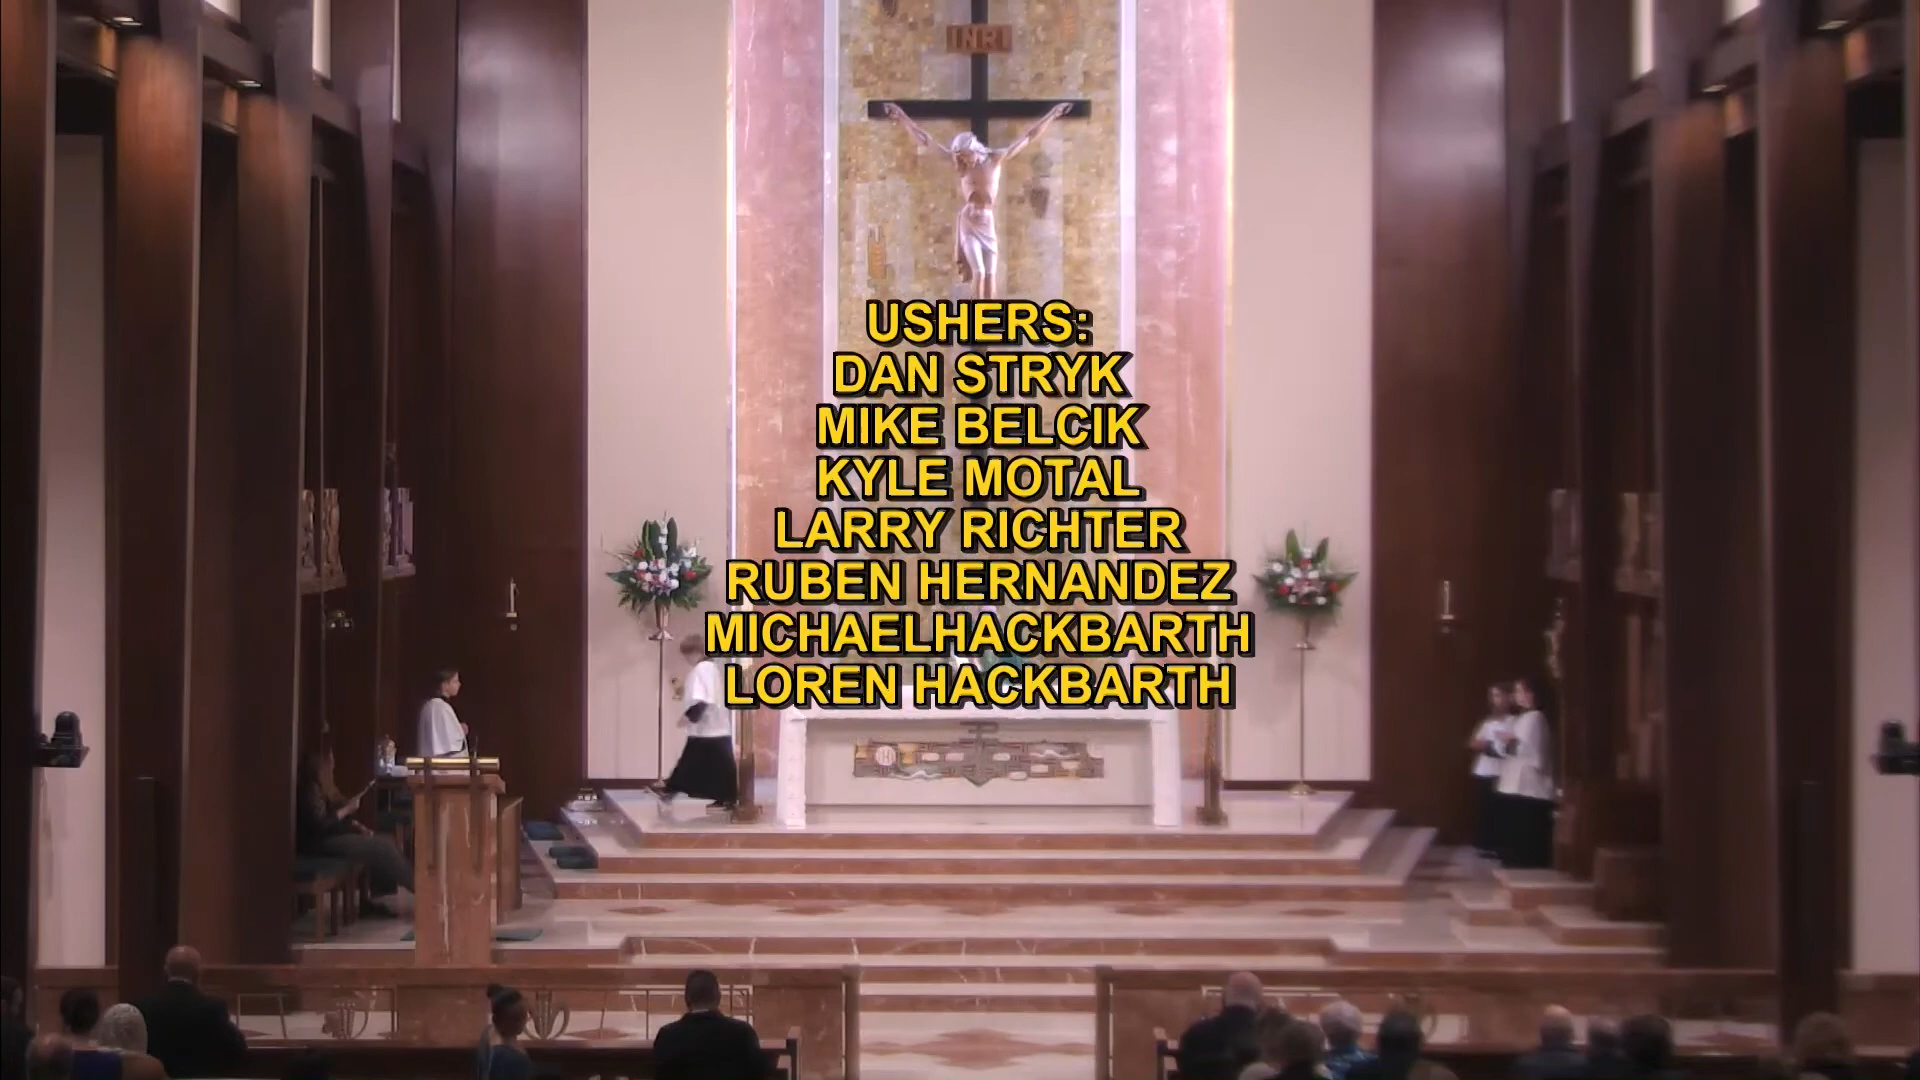 INRI
USHERS:
DAN STRYK
MIKE BELCIK
KYLE MOTAL
LARRY RICHTER
RUBEN HERNANDEZ
MICHAELHACKBARTH
LOREN HACKBARTH